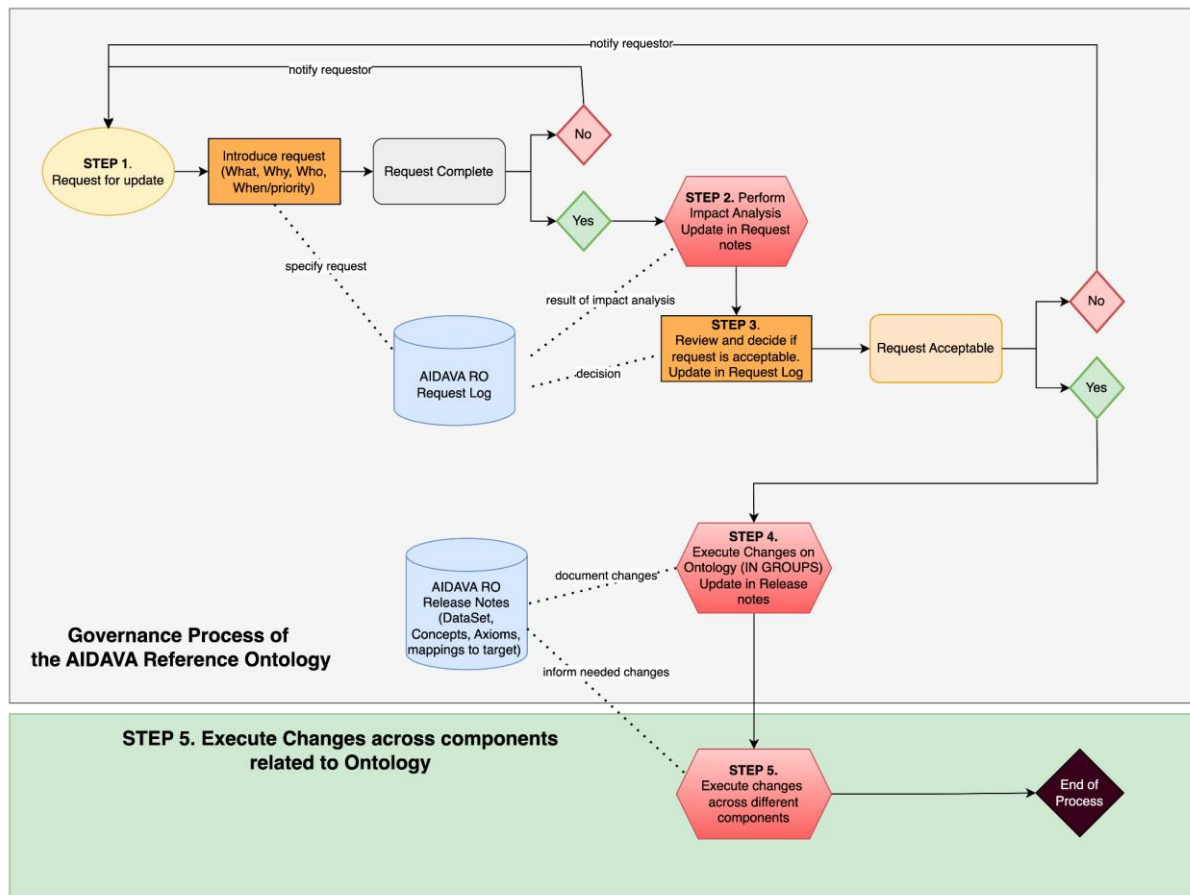 notify requestor
notify requestor
No
STEP 1.
Request for update
Introduce request
(What, Why, Who,
When/priority)
Request Complete
Yes
STEP 2. Perform
Impact Analysis
Update in Request
notes
specify request
result of impact analysis
No
STEP 3.
Review and decide if
request is acceptable.
Update in Request Log
Request Acceptable
AIDAVA RO
Request Log
decision
Yes
STEP 4.
Execute Changes on
Ontology (IN GROUPS)
Update in Release
notes
document changes
AIDAVA RO
Release Notes
(DataSet,
Concepts, Axioms,
mappings to target)
Governance Process of
the AIDAVA Reference Ontology
inform needed changes
STEP 5. Execute Changes across components
related to Ontology
STEP 5.
Execute changes
across different
components
End of
Process